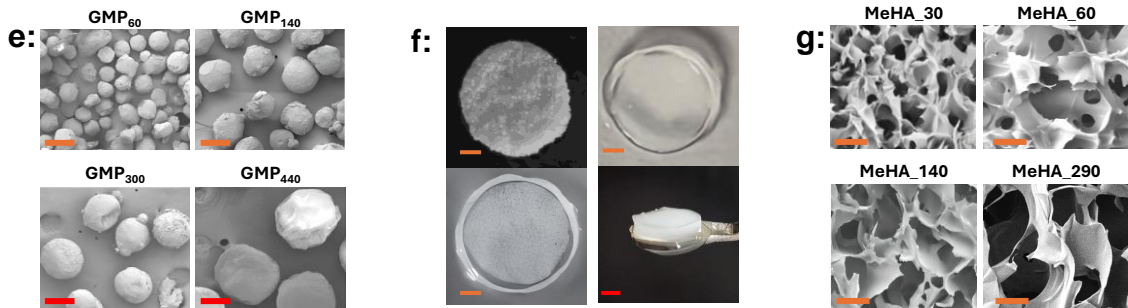 e:
GMP60 GMP140
GMP300 GMP440
f:
g:
MeHA_30 MeHA_60
MeHA_140 MeHA_290